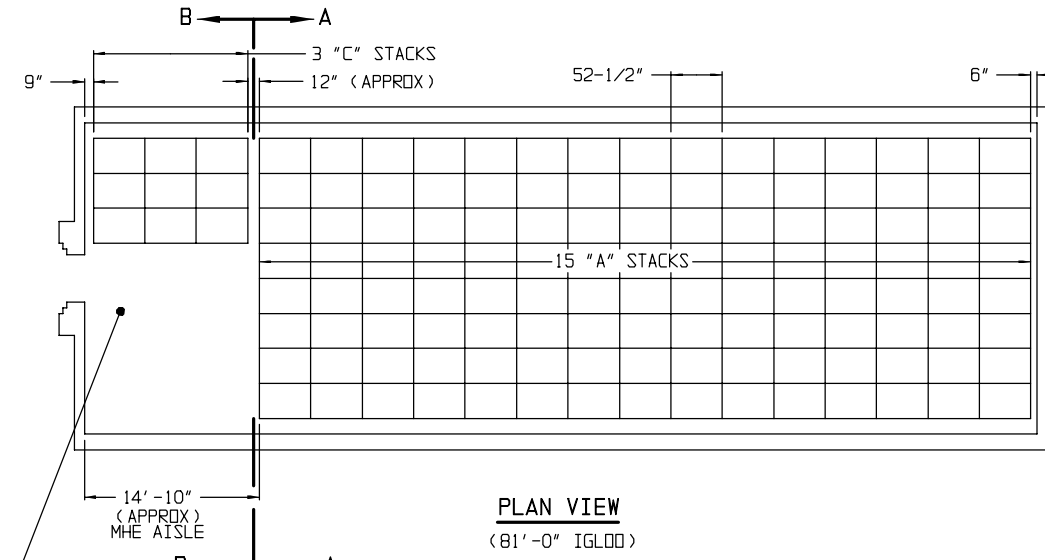 B A
3 "C" STACKS
9" 12" (APPROX) 52-1/2" 6"
15 "A" STACKS
14'-10"
(APPROX)
MHE AISLE
PLAN VIEW
(81'-0" IGLOO)
B A